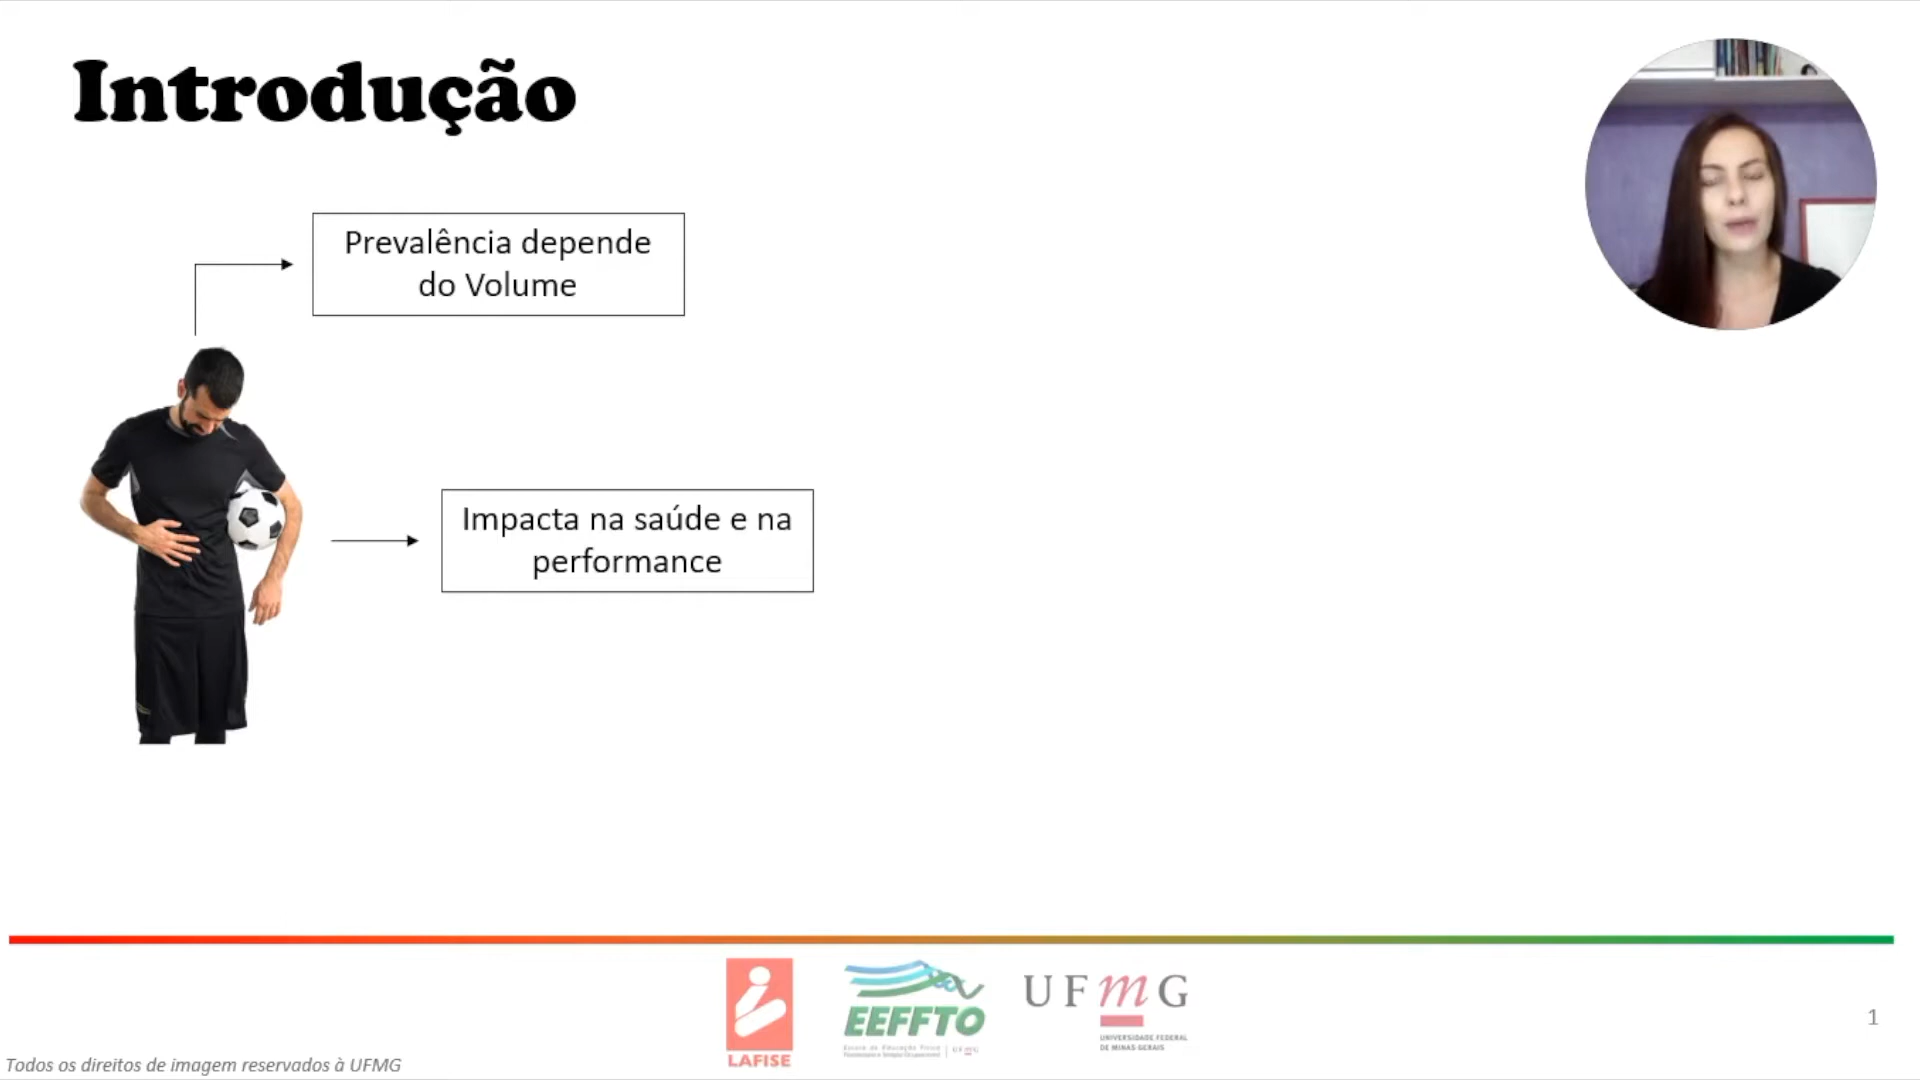 Introdução
Prevalência depende
do Volume
Impacta na saúde e na
performance
LAFISE
EEFFTO
UFmG
UNIVERSIDADE FEDERAL
DE MINAS GERAIS
1
Todos os direitos de imagem reservados à UFMG